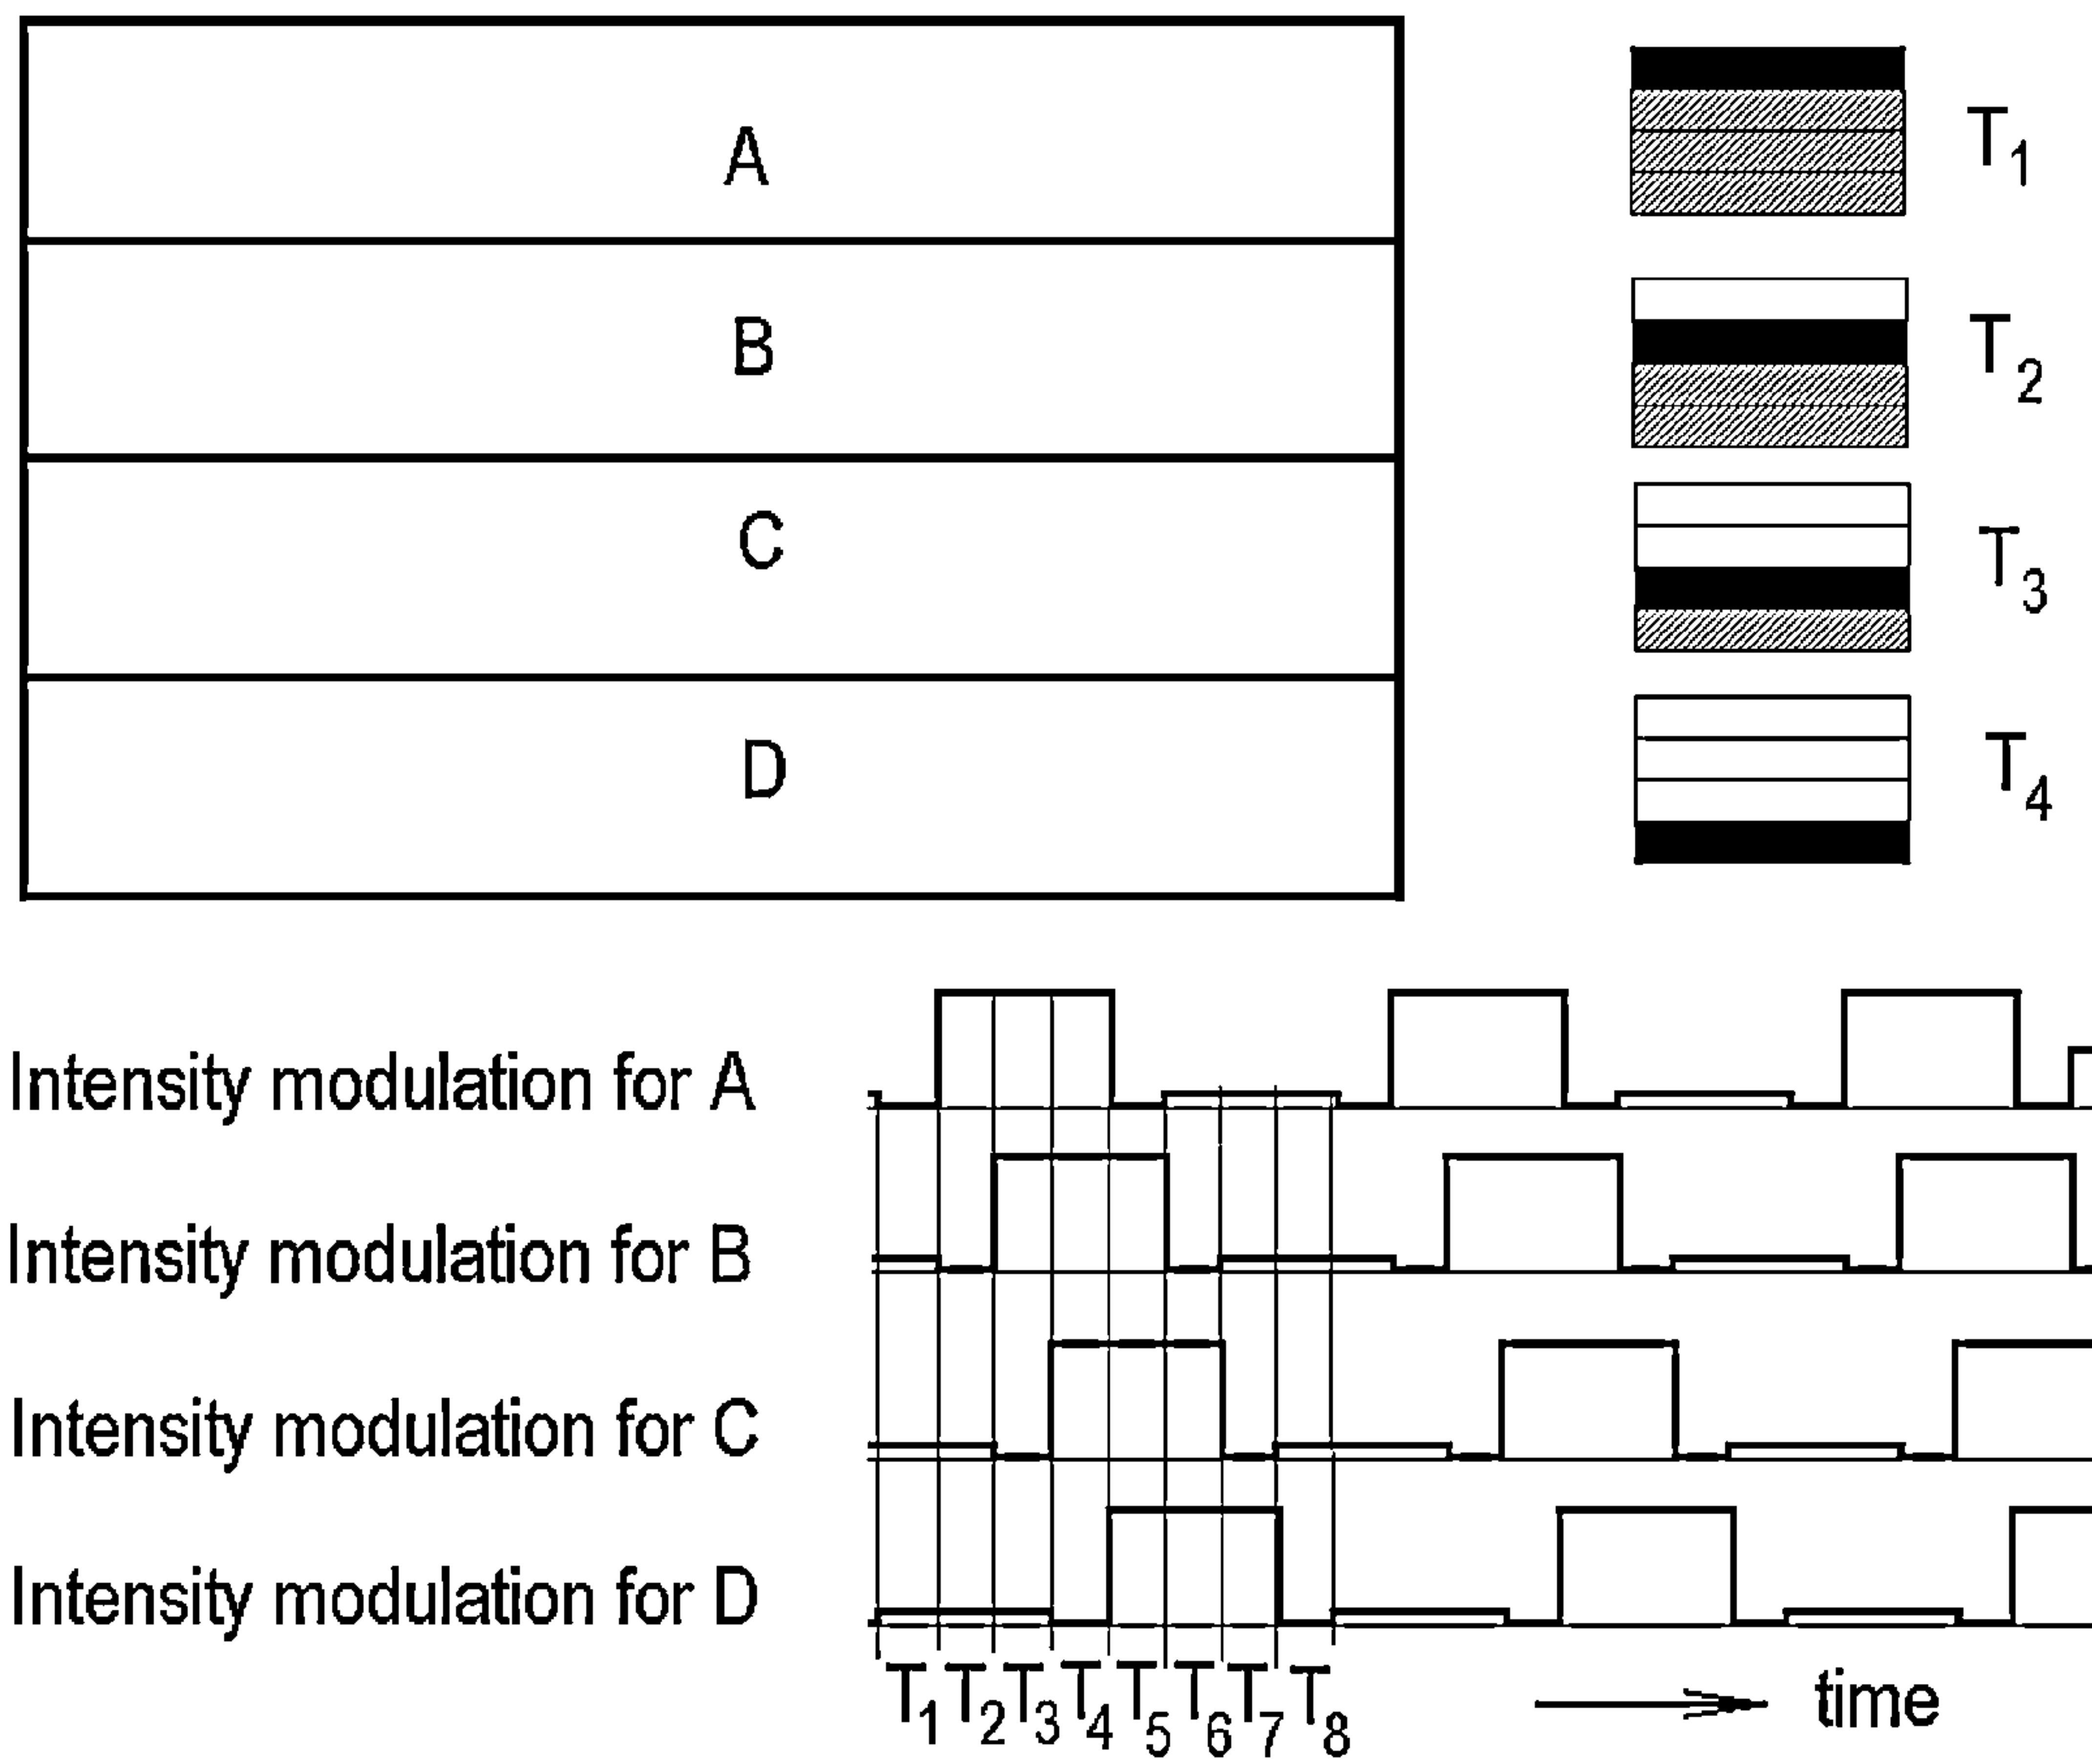 A
B
C
D
T1
T2
T3
T4
Intensity modulation for A
Intensity modulation for B
Intensity modulation for C
Intensity modulation for D
T1 T2 T3 T4 T5 T6 T7 T8 time